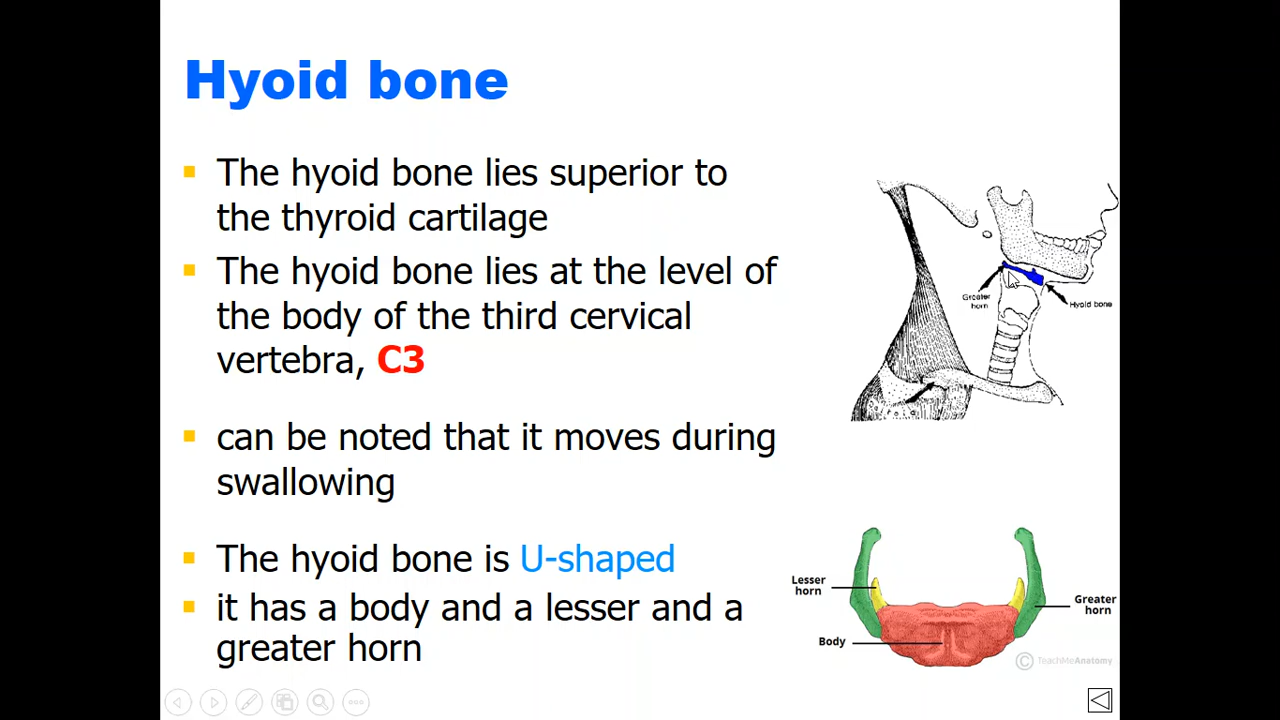 Hyoid bone
The hyoid bone lies superior to
the thyroid cartilage
The hyoid bone lies at the level of
the body of the third cervical
vertebra, C3
can be noted that it moves during
swallowing
The hyoid bone is U-shaped
it has a body and a lesser and a
greater horn
Greater
horn
Hyoid bone
Lesser
horn
Greater
horn
Body
© TeachMeAnatomy